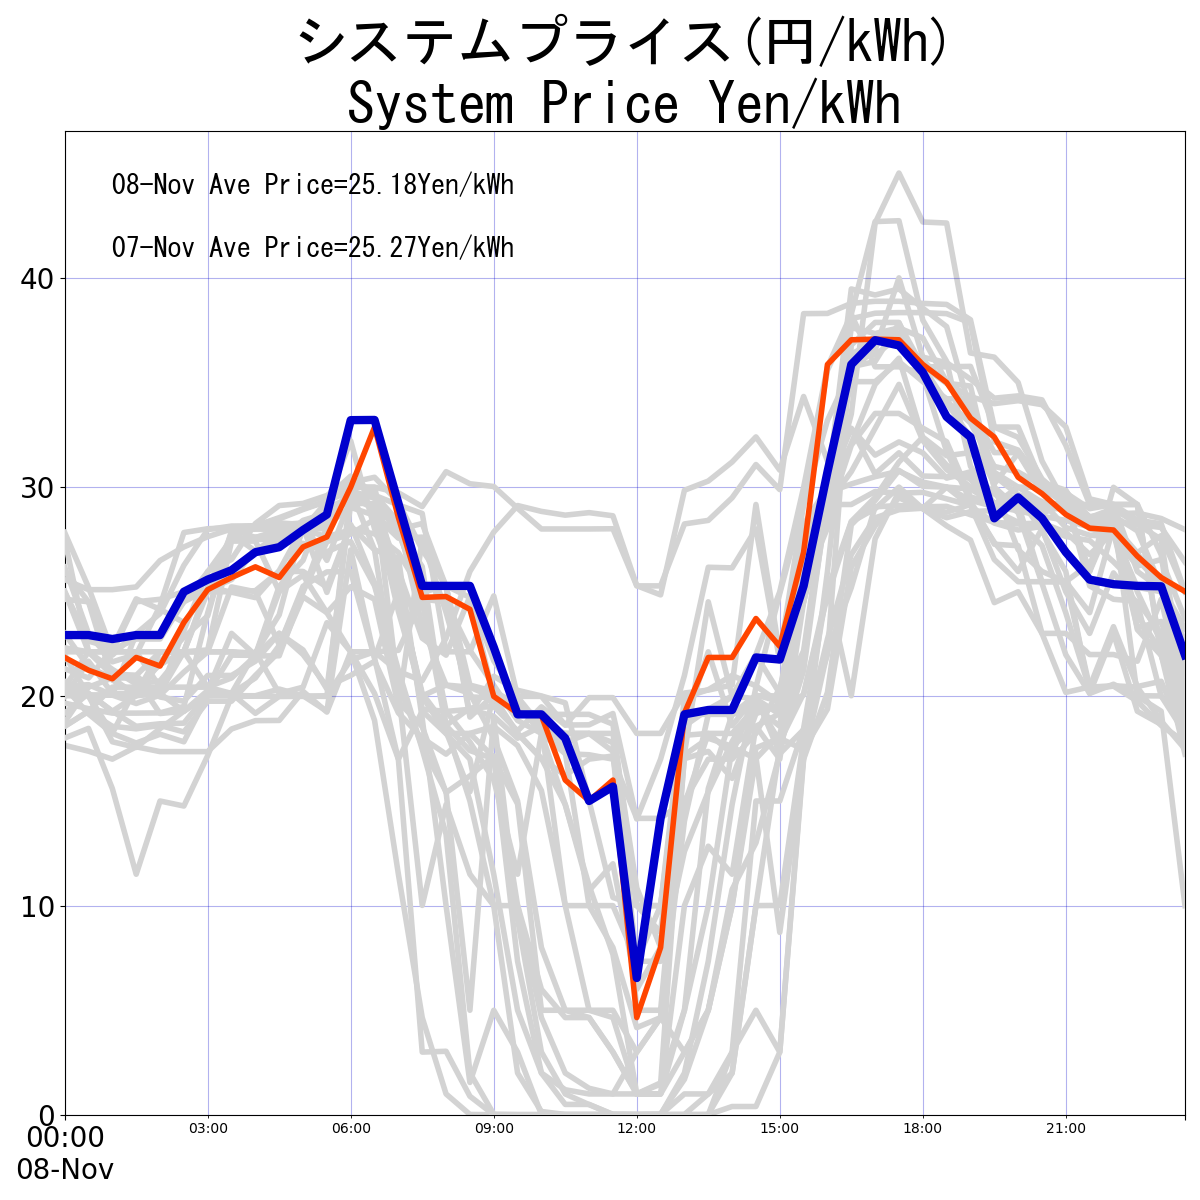 システムプライス(円/kWh)
System Price Yen/kWh
08-Nov Ave Price=25.18Yen/kWh
07-Nov Ave Price=25.27Yen/kWh
40
30
20
10
0
00:00 03:00 06:00 09:00 12:00 15:00 18:00 21:00
08-Nov